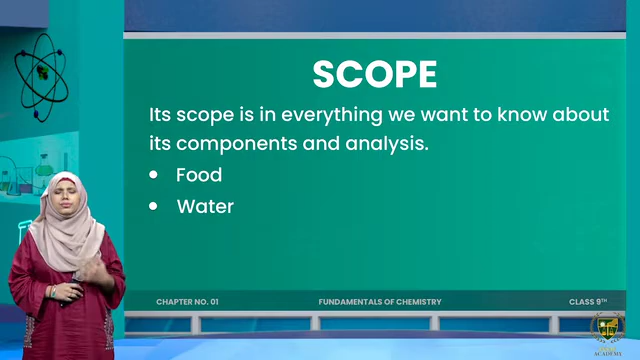 SCOPE
Its scope is in everything we want to know about
its components and analysis.
• Food
• Water
CHAPTER NO. 01
FUNDAMENTALS OF CHEMISTRY
CLASS 9TH
ACADEMY